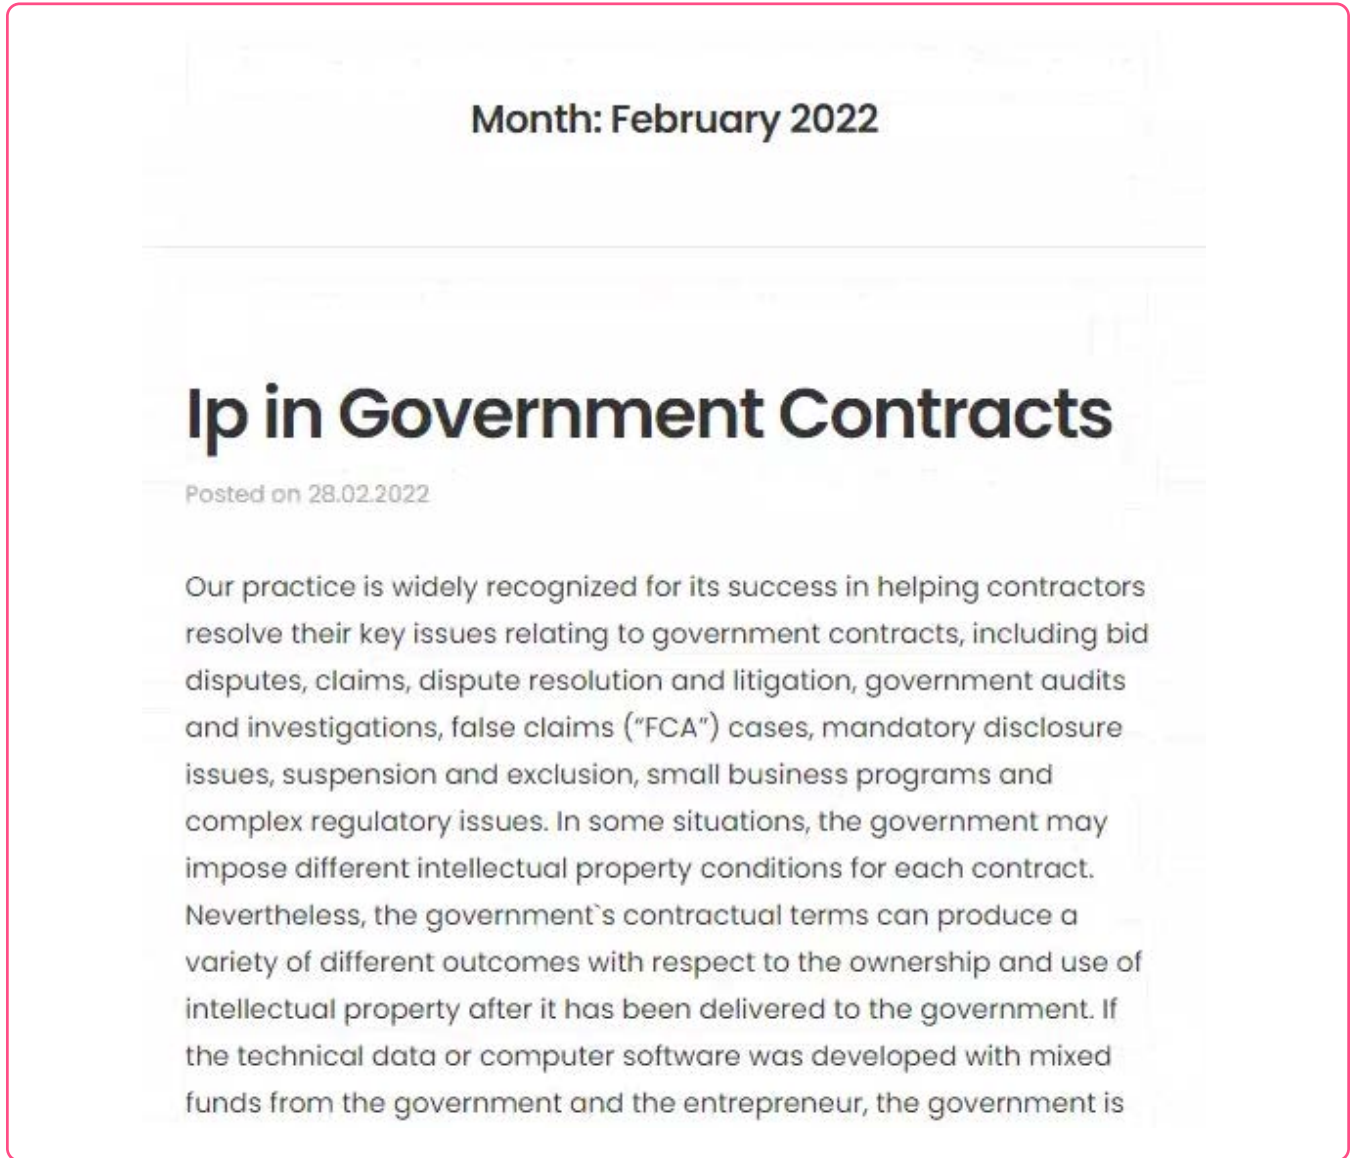 Month: February 2022
Ip in Government Contracts
Posted on 28.02.2022
Our practice is widely recognized for its success in helping contractors
resolve their key issues relating to government contracts, including bid
disputes, claims, dispute resolution and litigation, government audits
and investigations, false claims (“FCA”) cases, mandatory disclosure
issues, suspension and exclusion, small business programs and
complex regulatory issues. In some situations, the government may
impose different intellectual property conditions for each contract.
Nevertheless, the government`s contractual terms can produce a
variety of different outcomes with respect to the ownership and use of
intellectual property after it has been delivered to the government. If
the technical data or computer software was developed with mixed
funds from the government and the entrepreneur, the government is